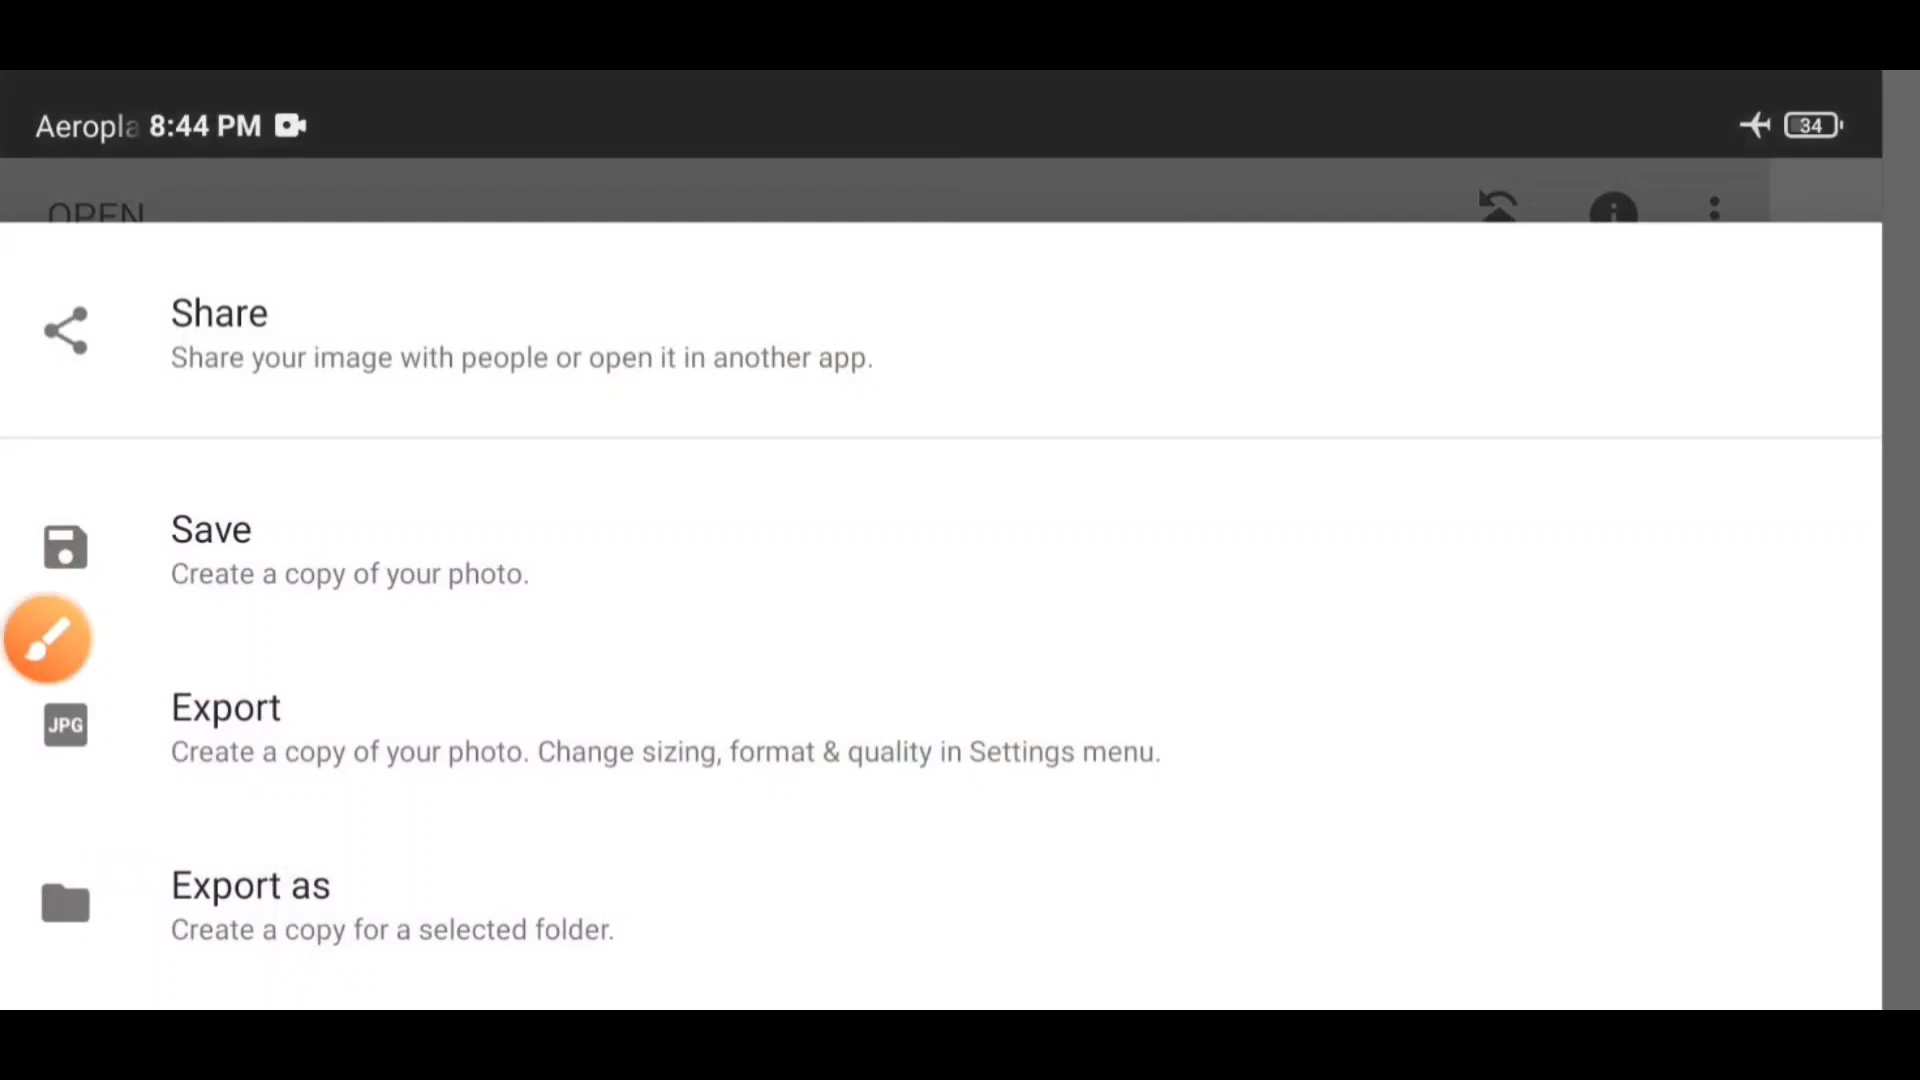 Aeropla 8:44 PM 34
OPEN
Share
Share your image with people or open it in another app.
Save
Create a copy of your photo.
JPG
Export
Create a copy of your photo. Change sizing, format & quality in Settings menu.
Export as
Create a copy for a selected folder.